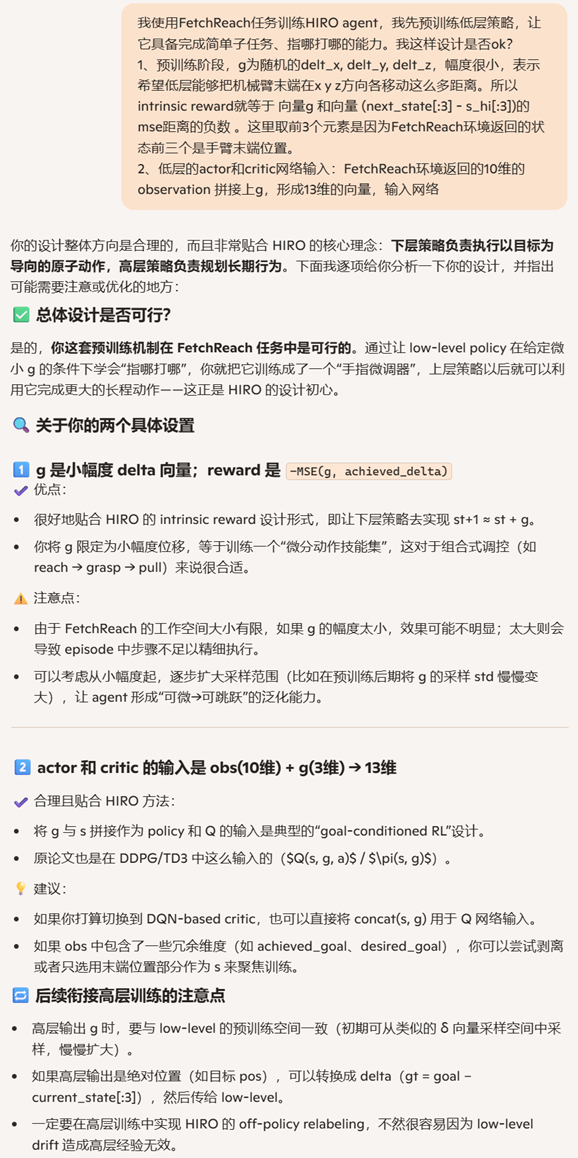 我使用FetchReach任务训练HIRO agent，我先预训练低层策略，让
它具备完成简单子任务、指哪打哪的能力。我这样设计是否ok？
1、预训练阶段，g为随机的delt_x, delt_y, delt_z，幅度很小，表示
希望低层能够把机械臂末端在x y z方向各移动这么多距离。所以
intrinsic reward就等于 向量g 和向量 (next_state[:3] - s_hi[:3])的
mse距离的负数 。这里取前3个元素是因为FetchReach环境返回的状
态前三个是手臂末端位置。
2、低层的actor和critic网络输入：FetchReach环境返回的10维的
observation 拼接上g，形成13维的向量，输入网络
你的设计整体方向是合理的，而且非常贴合 HIRO 的核心理念：下层策略负责执行以目标为
导向的原子动作，高层策略负责规划长期行为。下面我逐项给你分析一下你的设计，并指出
可能需要注意或优化的地方：
✅ 总体设计是否可行？
是的，你这套预训练机制在 FetchReach 任务中是可行的。通过让 low-level policy 在给定微
小 g 的条件下学会“指哪打哪”，你就把它训练成了一个“手指微调器”，上层策略以后就可以利
用它完成更大的长程动作——这正是 HIRO 的设计初心。
🔍 关于你的两个具体设置
1️⃣ g 是小幅度 delta 向量；reward 是 −MSE(g, achieved_delta)
✔️ 优点：
• 很好地贴合 HIRO 的 intrinsic reward 设计形式，即让下层策略去实现 st+1 ≈ st + g。
• 你将 g 限定为小幅度位移，等于训练一个“微分动作技能集”，这对于组合式调控（如
reach → grasp → pull）来说很合适。
⚠️ 注意点：
• 由于 FetchReach 的工作空间大小有限，如果 g 的幅度太小，效果可能不明显；太大则会
导致 episode 中步骤不足以精细执行。
• 可以考虑从小幅度起，逐步扩大采样范围（比如在预训练后期将 g 的采样 std 慢慢变
大），让 agent 形成“可微→可跳跃”的泛化能力。
2️⃣ actor 和 critic 的输入是 obs(10维) + g(3维) → 13维
✔️ 合理且贴合 HIRO 方法：
• 将 g 与 s 拼接作为 policy 和 Q 的输入是典型的“goal-conditioned RL”设计。
• 原论文也是在 DDPG/TD3 中这么输入的（$Q(s, g, a)$ / $\pi(s, g)$）。
💡 建议：
• 如果你打算切换到 DQN-based critic，也可以直接将 concat(s, g) 用于 Q 网络输入。
• 如果 obs 中包含了一些冗余维度（如 achieved_goal、desired_goal），你可以尝试剥离
或者只选用末端位置部分作为 s 来聚焦训练。
🔁 后续衔接高层训练的注意点
• 高层输出 g 时，要与 low-level 的预训练空间一致（初期可从类似的 δ 向量采样空间中采
样，慢慢扩大）。
• 如果高层输出是绝对位置（如目标 pos），可以转换成 delta（gt = goal −
current_state[:3]），然后传给 low-level。
• 一定要在高层训练中实现 HIRO 的 off-policy relabeling，不然很容易因为 low-level
drift 造成高层经验无效。